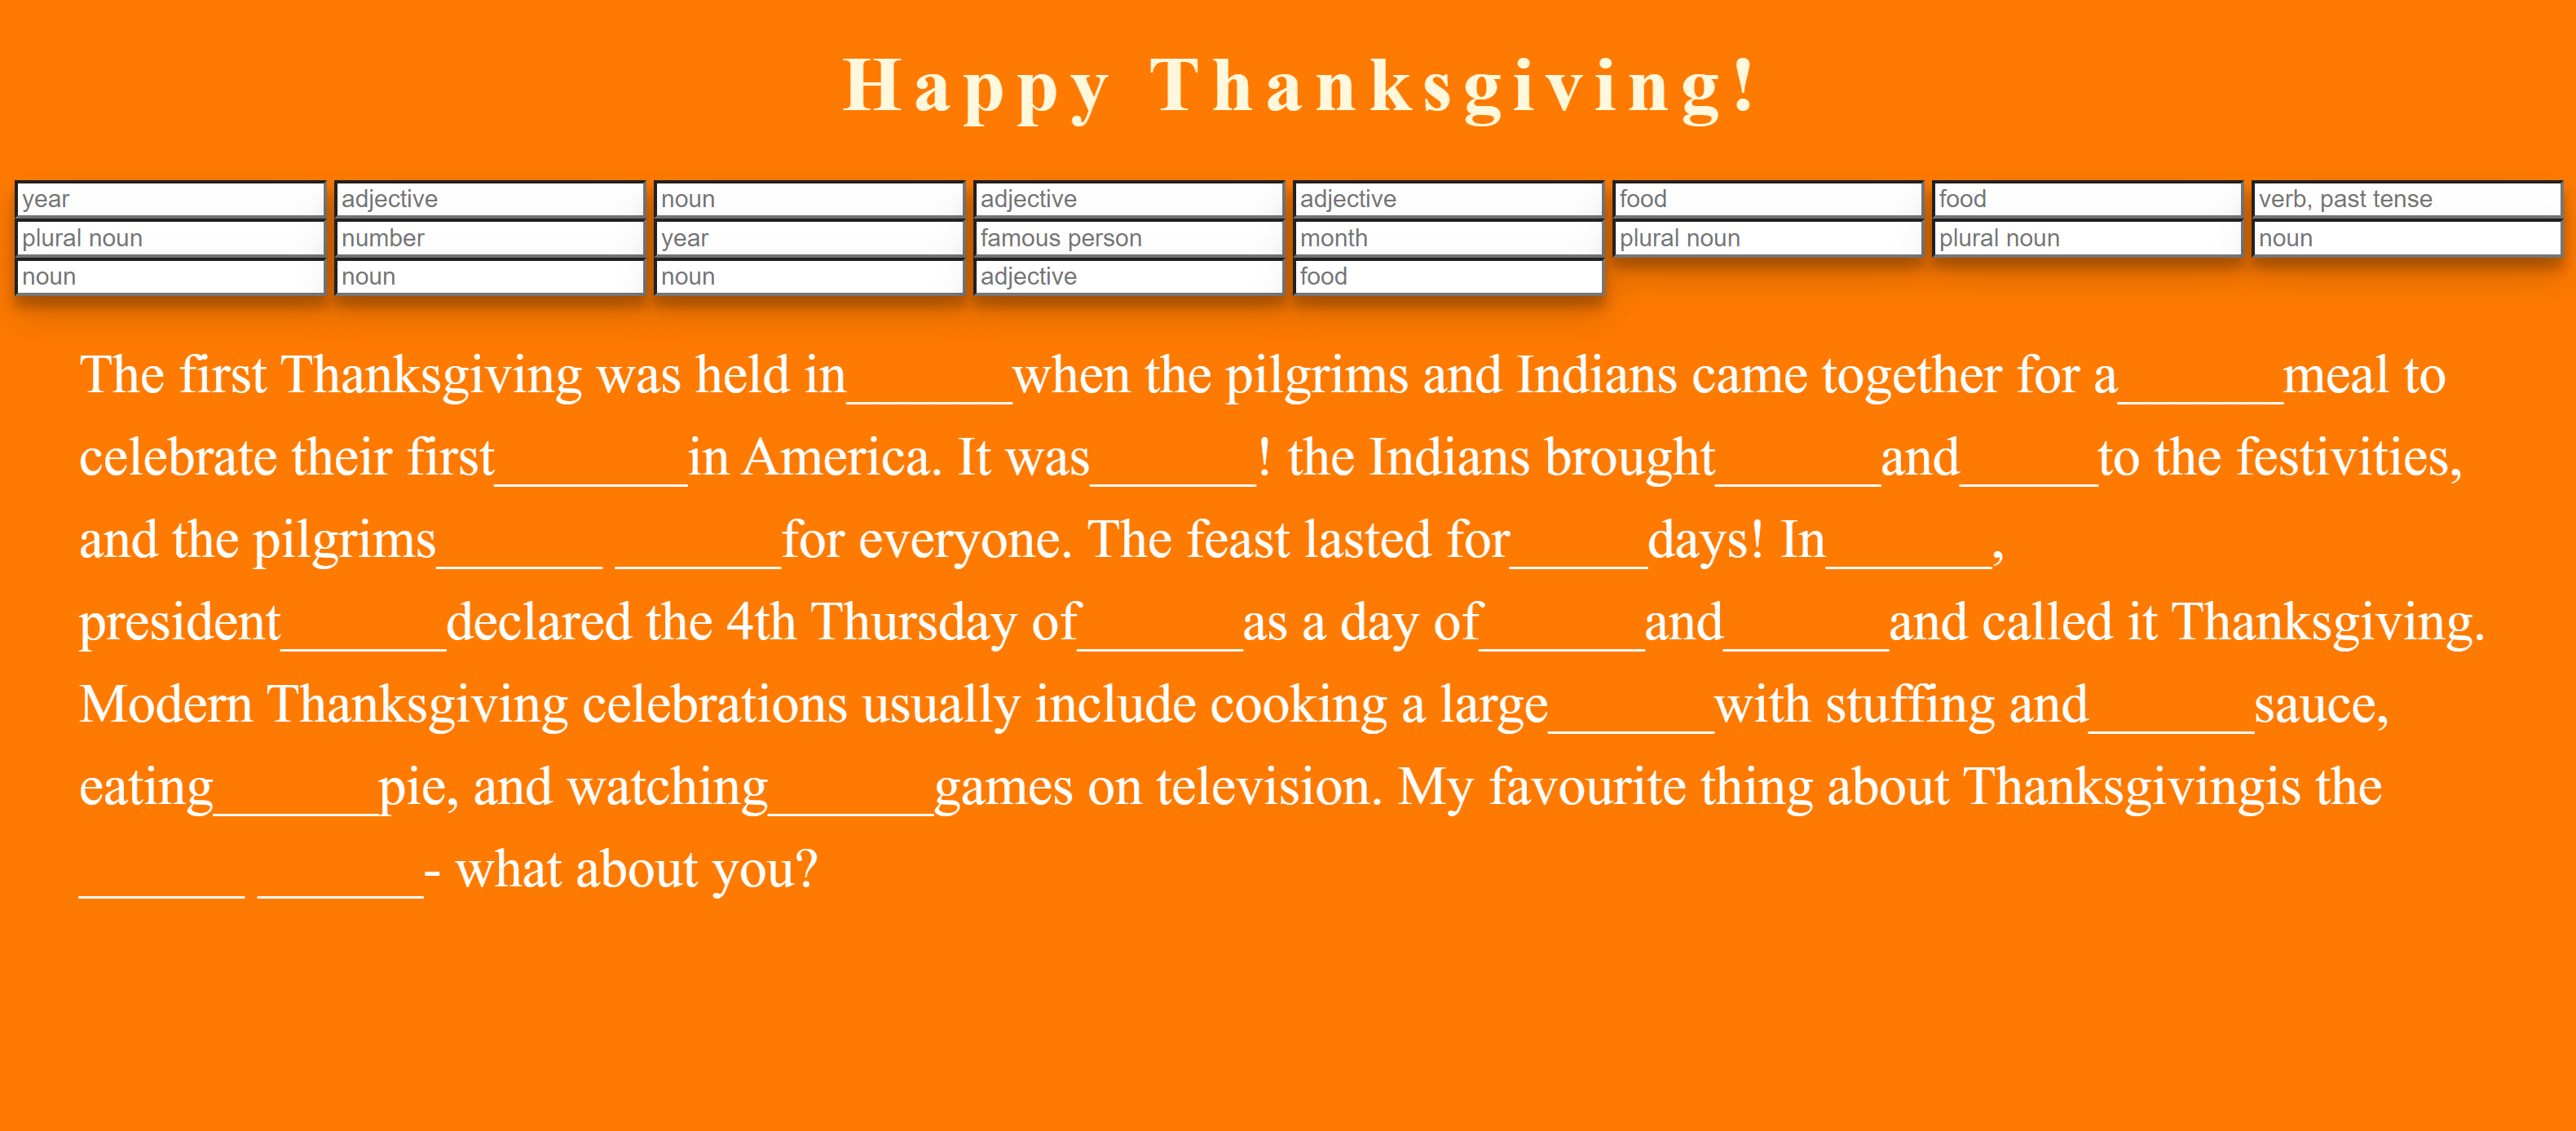 Happy Thanksgiving!
year adjective noun adjective adjective food food verb, past tense
plural noun number year famous person month plural noun plural noun noun
noun noun noun adjective food
The first Thanksgiving was held in______when the pilgrims and Indians came together for a______meal to
celebrate their first_______in America. It was______! the Indians brought______and_____to the festivities,
and the pilgrims______ ______for everyone. The feast lasted for_____days! In______,
president______declared the 4th Thursday of______as a day of______and______and called it Thanksgiving.
Modern Thanksgiving celebrations usually include cooking a large______with stuffing and______sauce,
eating______pie, and watching______games on television. My favourite thing about Thanksgivingis the
______ ______- what about you?